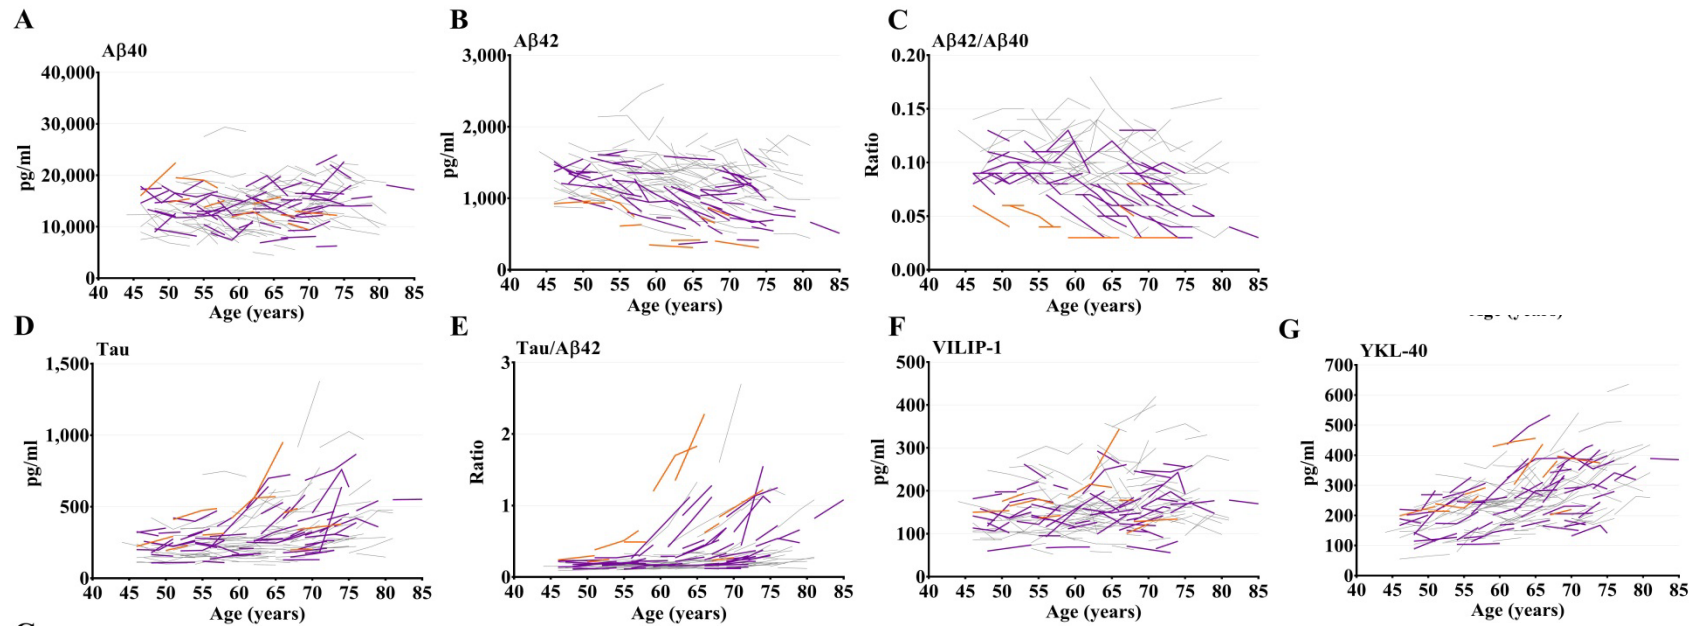 A
Aβ40
pg/ml
40,000
30,000
20,000
10,000
0
40 45 50 55 60 65 70 75 80 85
Age (years)
B
Aβ42
pg/ml
3,000
2,000
1,000
0
40 45 50 55 60 65 70 75 80 85
Age (years)
C
Aβ42/Aβ40
Ratio
0.20
0.15
0.10
0.05
0.00
40 45 50 55 60 65 70 75 80 85
Age (years)
D
Tau
pg/ml
1,500
1,000
500
0
40 45 50 55 60 65 70 75 80 85
Age (years)
E
Tau/Aβ42
Ratio
3
2
1
0
40 45 50 55 60 65 70 75 80 85
Age (years)
F
VILIP-1
pg/ml
500
400
300
200
100
0
40 45 50 55 60 65 70 75 80 85
Age (years)
G
YKL-40
pg/ml
700
600
500
400
300
200
100
0
40 45 50 55 60 65 70 75 80 85
Age (years)